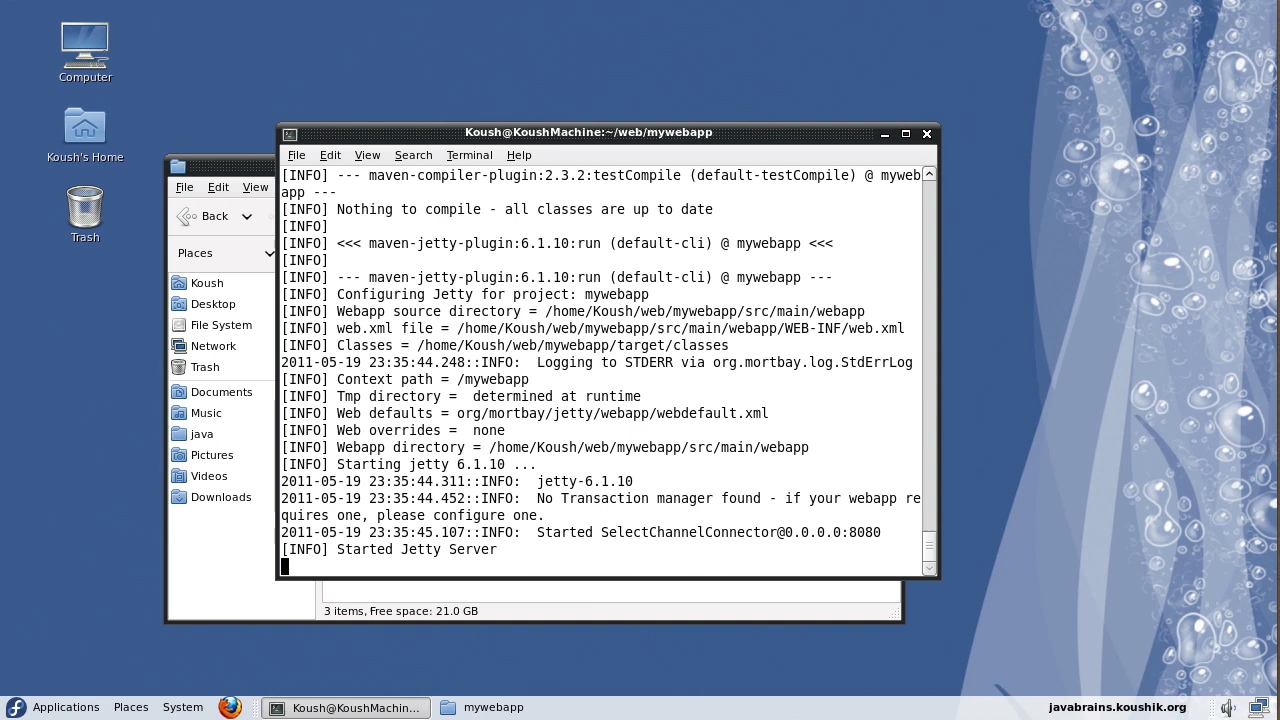 Computer
Koush's Home
Trash
Koush@KoushMachine:~/web/mywebapp
File Edit View Search Terminal Help
[INFO] --- maven-compiler-plugin:2.3.2:testCompile (default-testCompile) @ myweb
app ---
[INFO] Nothing to compile - all classes are up to date
[INFO]
[INFO] <<< maven-jetty-plugin:6.1.10:run (default-cli) @ mywebapp <<<
[INFO]
[INFO] --- maven-jetty-plugin:6.1.10:run (default-cli) @ mywebapp ---
[INFO] Configuring Jetty for project: mywebapp
[INFO] Webapp source directory = /home/Koush/web/mywebapp/src/main/webapp
[INFO] web.xml file = /home/Koush/web/mywebapp/src/main/webapp/WEB-INF/web.xml
[INFO] Classes = /home/Koush/web/mywebapp/target/classes
2011-05-19 23:35:44.248::INFO:  Logging to STDERR via org.mortbay.log.StdErrLog
[INFO] Context path = /mywebapp
[INFO] Tmp directory =  determined at runtime
[INFO] Web defaults = org/mortbay/jetty/webapp/webdefault.xml
[INFO] Web overrides =  none
[INFO] Webapp directory = /home/Koush/web/mywebapp/src/main/webapp
[INFO] Starting jetty 6.1.10 ...
2011-05-19 23:35:44.311::INFO:  jetty-6.1.10
2011-05-19 23:35:44.452::INFO:  No Transaction manager found - if your webapp re
quires one, please configure one.
2011-05-19 23:35:45.107::INFO:  Started SelectChannelConnector@0.0.0.0:8080
[INFO] Started Jetty Server
File Edit View
Back
Places
Koush
Desktop
File System
Network
Trash
Documents
Music
java
Pictures
Videos
Downloads
3 items, Free space: 21.0 GB
Applications Places System Koush@KoushMachin... mywebapp javabrains.koushik.org